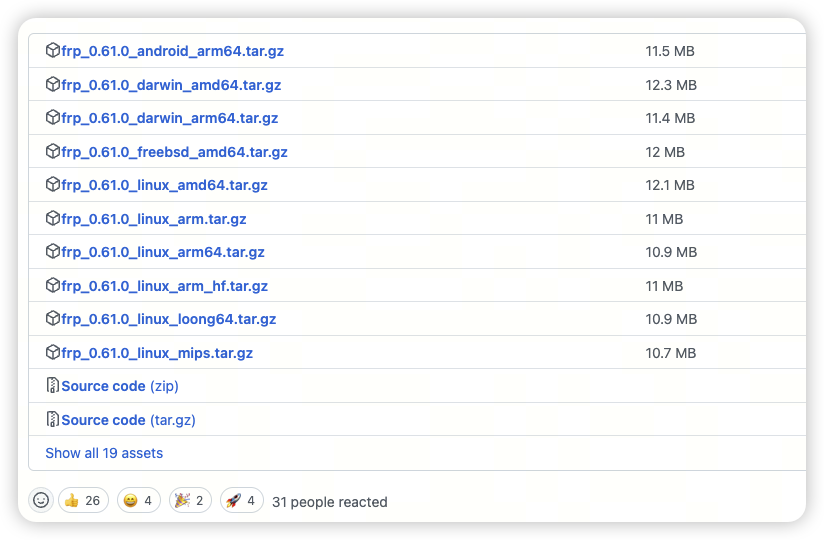 frp_0.61.0_android_arm64.tar.gz 11.5 MB
frp_0.61.0_darwin_amd64.tar.gz 12.3 MB
frp_0.61.0_darwin_arm64.tar.gz 11.4 MB
frp_0.61.0_freebsd_amd64.tar.gz 12 MB
frp_0.61.0_linux_amd64.tar.gz 12.1 MB
frp_0.61.0_linux_arm.tar.gz 11 MB
frp_0.61.0_linux_arm64.tar.gz 10.9 MB
frp_0.61.0_linux_arm_hf.tar.gz 11 MB
frp_0.61.0_linux_loong64.tar.gz 10.9 MB
frp_0.61.0_linux_mips.tar.gz 10.7 MB
Source code (zip)
Source code (tar.gz)
Show all 19 assets
👍 26 😄 4 🎉 2 🚀 4 31 people reacted